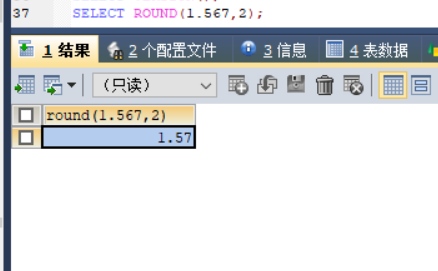 37 SELECT ROUND(1.567,2);
1 结果 2 个配置文件 3 信息 4 表数据
（只读）
round(1.567,2)
1.57